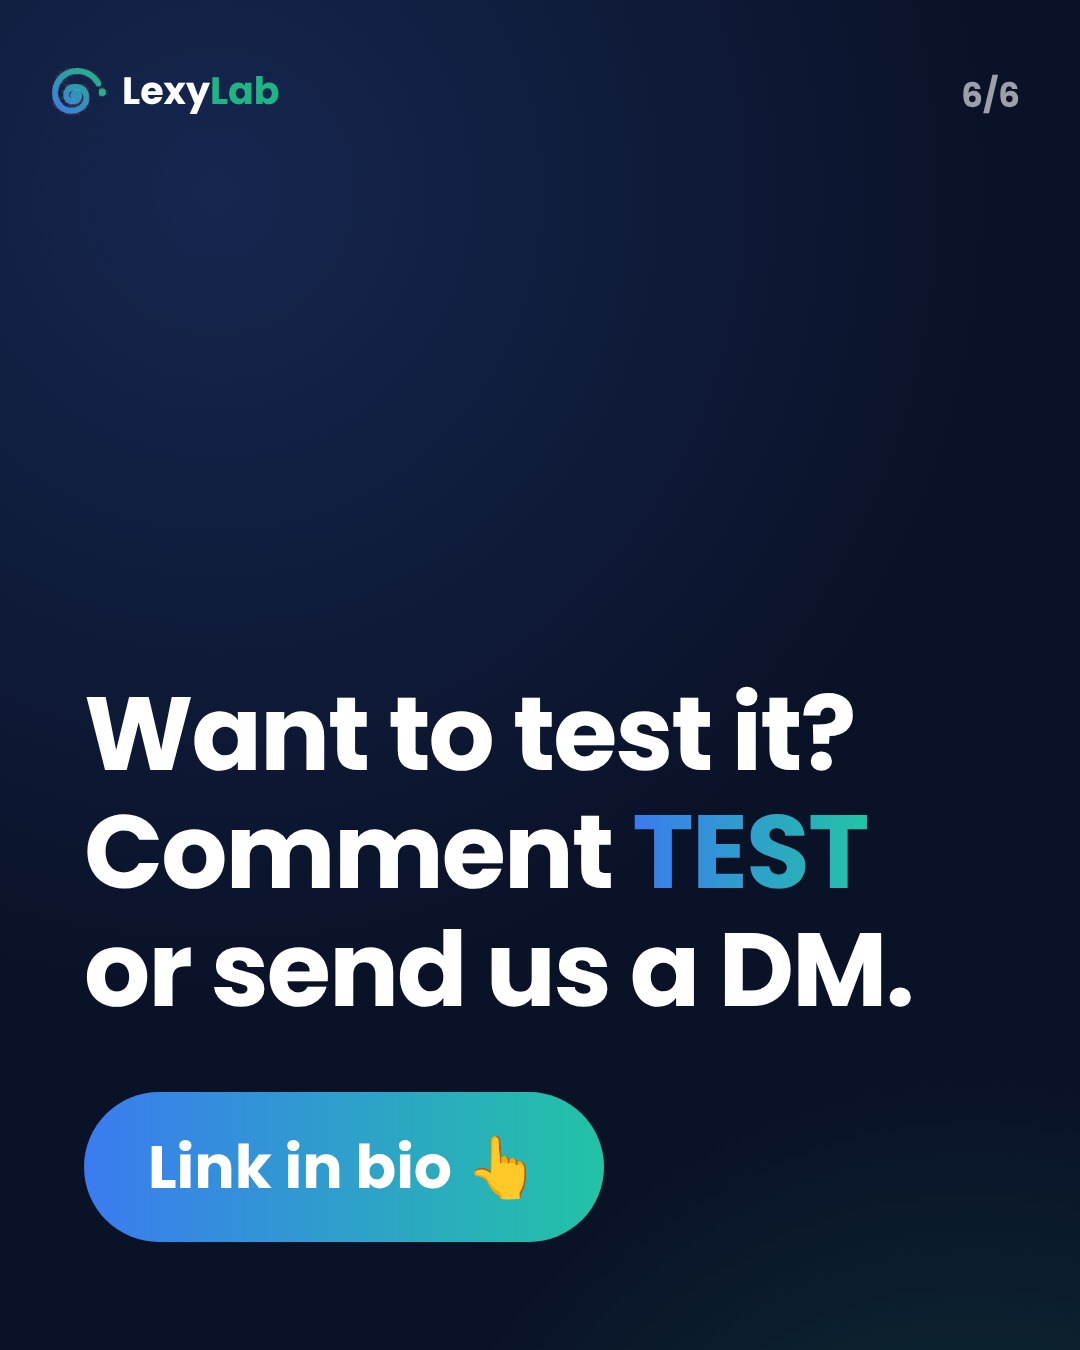 LexyLab
6/6
Want to test it?
Comment TEST
or send us a DM.
Link in bio 👆